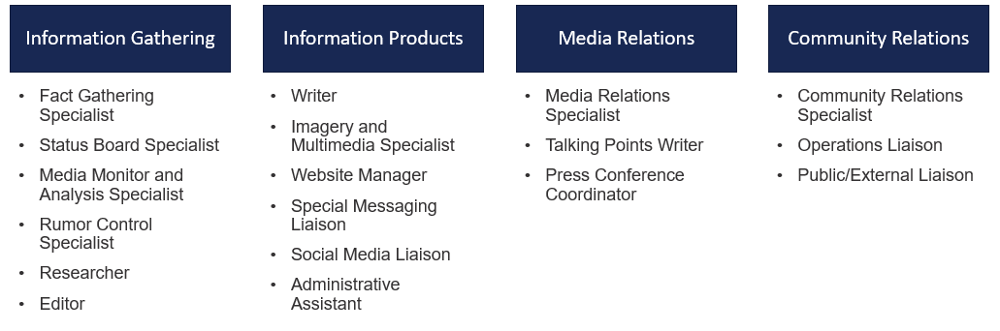 Information Gathering
• Fact Gathering
Specialist
• Status Board Specialist
• Media Monitor and
Analysis Specialist
• Rumor Control
Specialist
• Researcher
• Editor
Information Products
• Writer
• Imagery and
Multimedia Specialist
• Website Manager
• Special Messaging
Liaison
• Social Media Liaison
• Administrative
Assistant
Media Relations
• Media Relations
Specialist
• Talking Points Writer
• Press Conference
Coordinator
Community Relations
• Community Relations
Specialist
• Operations Liaison
• Public/External Liaison